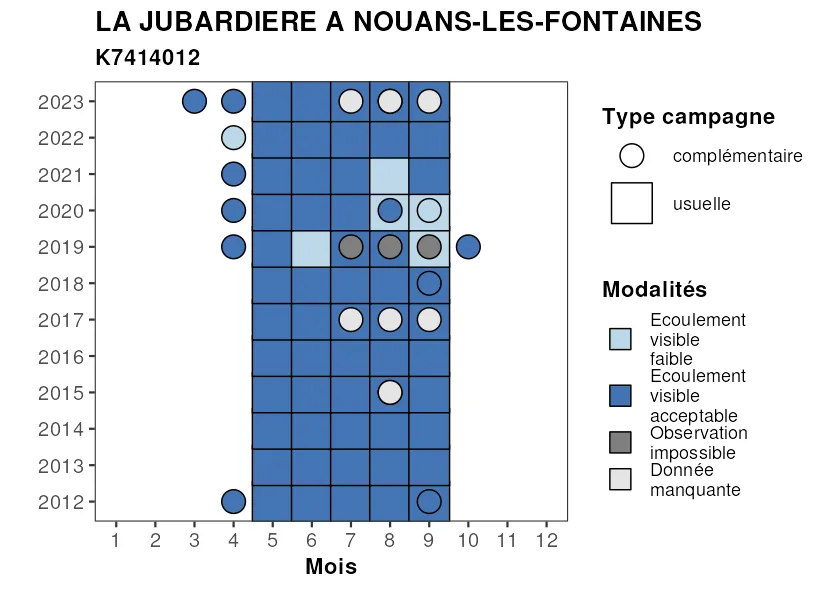 LA JUBARDIERE A NOUANS-LES-FONTAINES
K7414012
2023
2022
2021
2020
2019
2018
2017
2016
2015
2014
2013
2012
1 2 3 4 5 6 7 8 9 10 11 12
Mois
Type campagne
complémentaire
usuelle
Modalités
Ecoulement
visible
faible
Ecoulement
visible
acceptable
Observation
impossible
Donnée
manquante